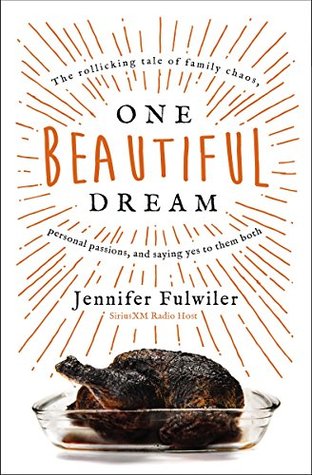 The rollicking tale of family chaos,
ONE
BEAUTIFUL
DREAM
personal passions, and saying yes to them both
Jennifer Fulwiler
SiriusXM Radio Host